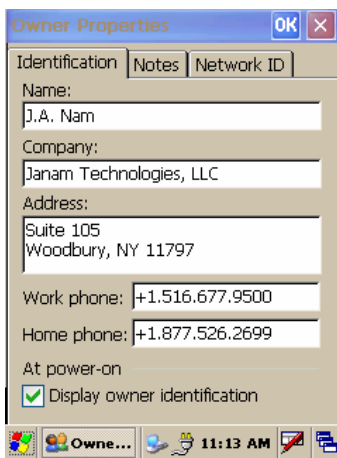 Owner Properties OK
Identification Notes Network ID
Name:
J.A. Nam
Company:
Janam Technologies, LLC
Address:
Suite 105
Woodbury, NY 11797
Work phone: +1.516.677.9500
Home phone: +1.877.526.2699
At power-on
Display owner identification
Owne... 11:13 AM